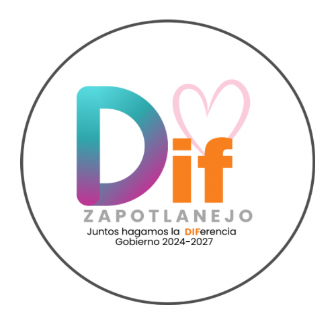 Dif
ZAPOTLANEJO
Juntos hagamos la DIFerencia
Gobierno 2024-2027